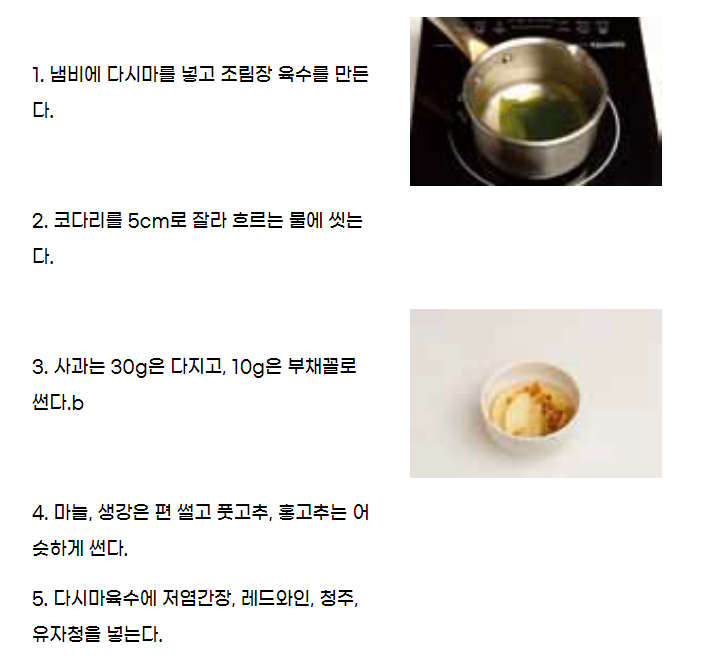 1. 냄비에 다시마를 넣고 조림장 육수를 만든
다.
2. 코다리를 5cm로 잘라 흐르는 물에 씻는
다.
3. 사과는 30g은 다지고, 10g은 부채꼴로
썬다.b
4. 마늘, 생강은 편 썰고 풋고추, 홍고추는 어
슷하게 썬다.
5. 다시마육수에 저염간장, 레드와인, 청주,
유자청을 넣는다.